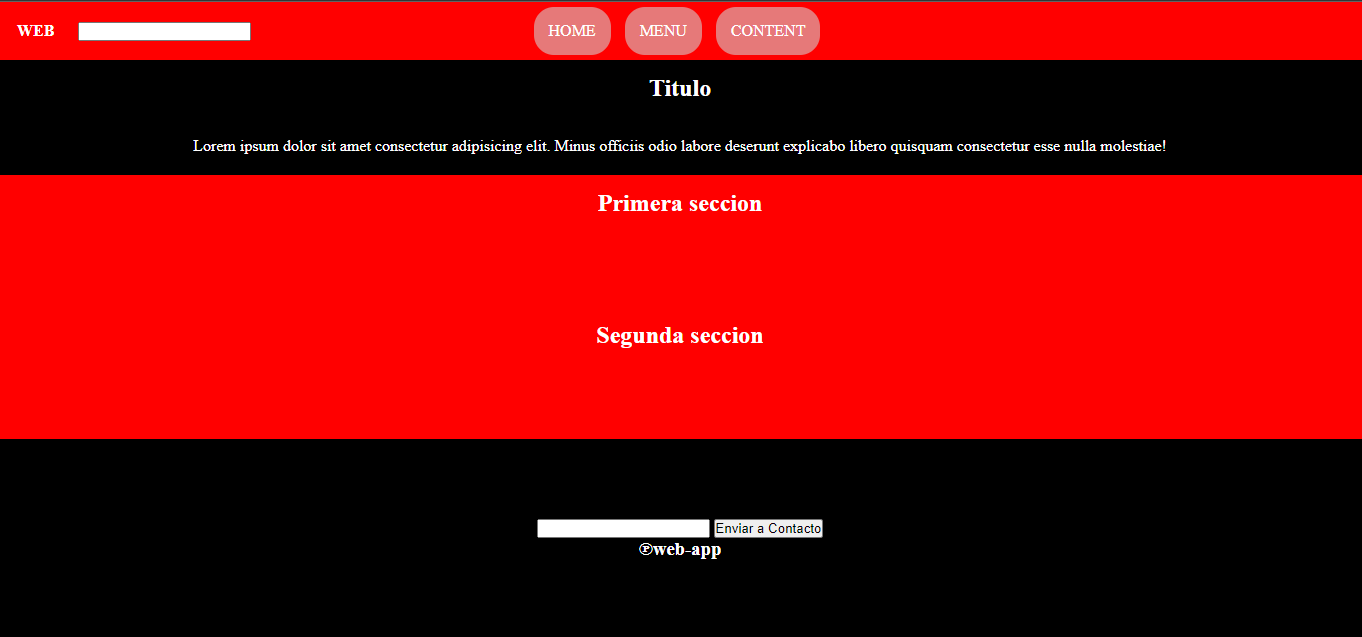 WEB HOME MENU CONTENT
Titulo
Lorem ipsum dolor sit amet consectetur adipisicing elit. Minus officiis odio labore deserunt explicabo libero quisquam consectetur esse nulla molestiae!
Primera seccion
Segunda seccion
Enviar a Contacto
℗web-app